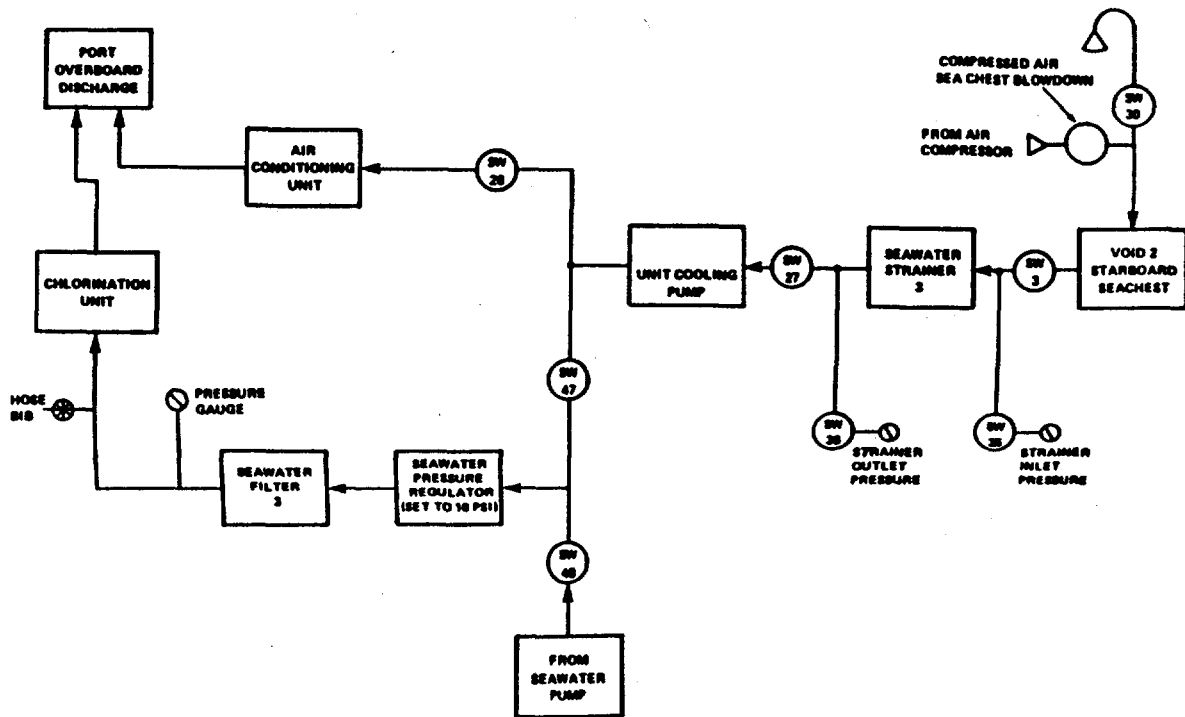 PORT
OVERBOARD
DISCHARGE
COMPRESSED AIR
SEA CHEST BLOWDOWN
SW
30
FROM AIR
COMPRESSOR
AIR
CONDITIONING
UNIT
SW
UNIT COOLING
PUMP
SW
27
SEAWATER
STRAINER
3
SW
3
VOID 2
STARBOARD
SEACHEST
CHLORINATION
UNIT
SW
47
HOSE
BIB
PRESSURE
GAUGE
SW
36
STRAINER
OUTLET
PRESSURE
SW
35
STRAINER
INLET
PRESSURE
SEAWATER
FILTER
3
SEAWATER
PRESSURE
REGULATOR
(SET TO PSI)
SW
FROM
SEAWATER
PUMP